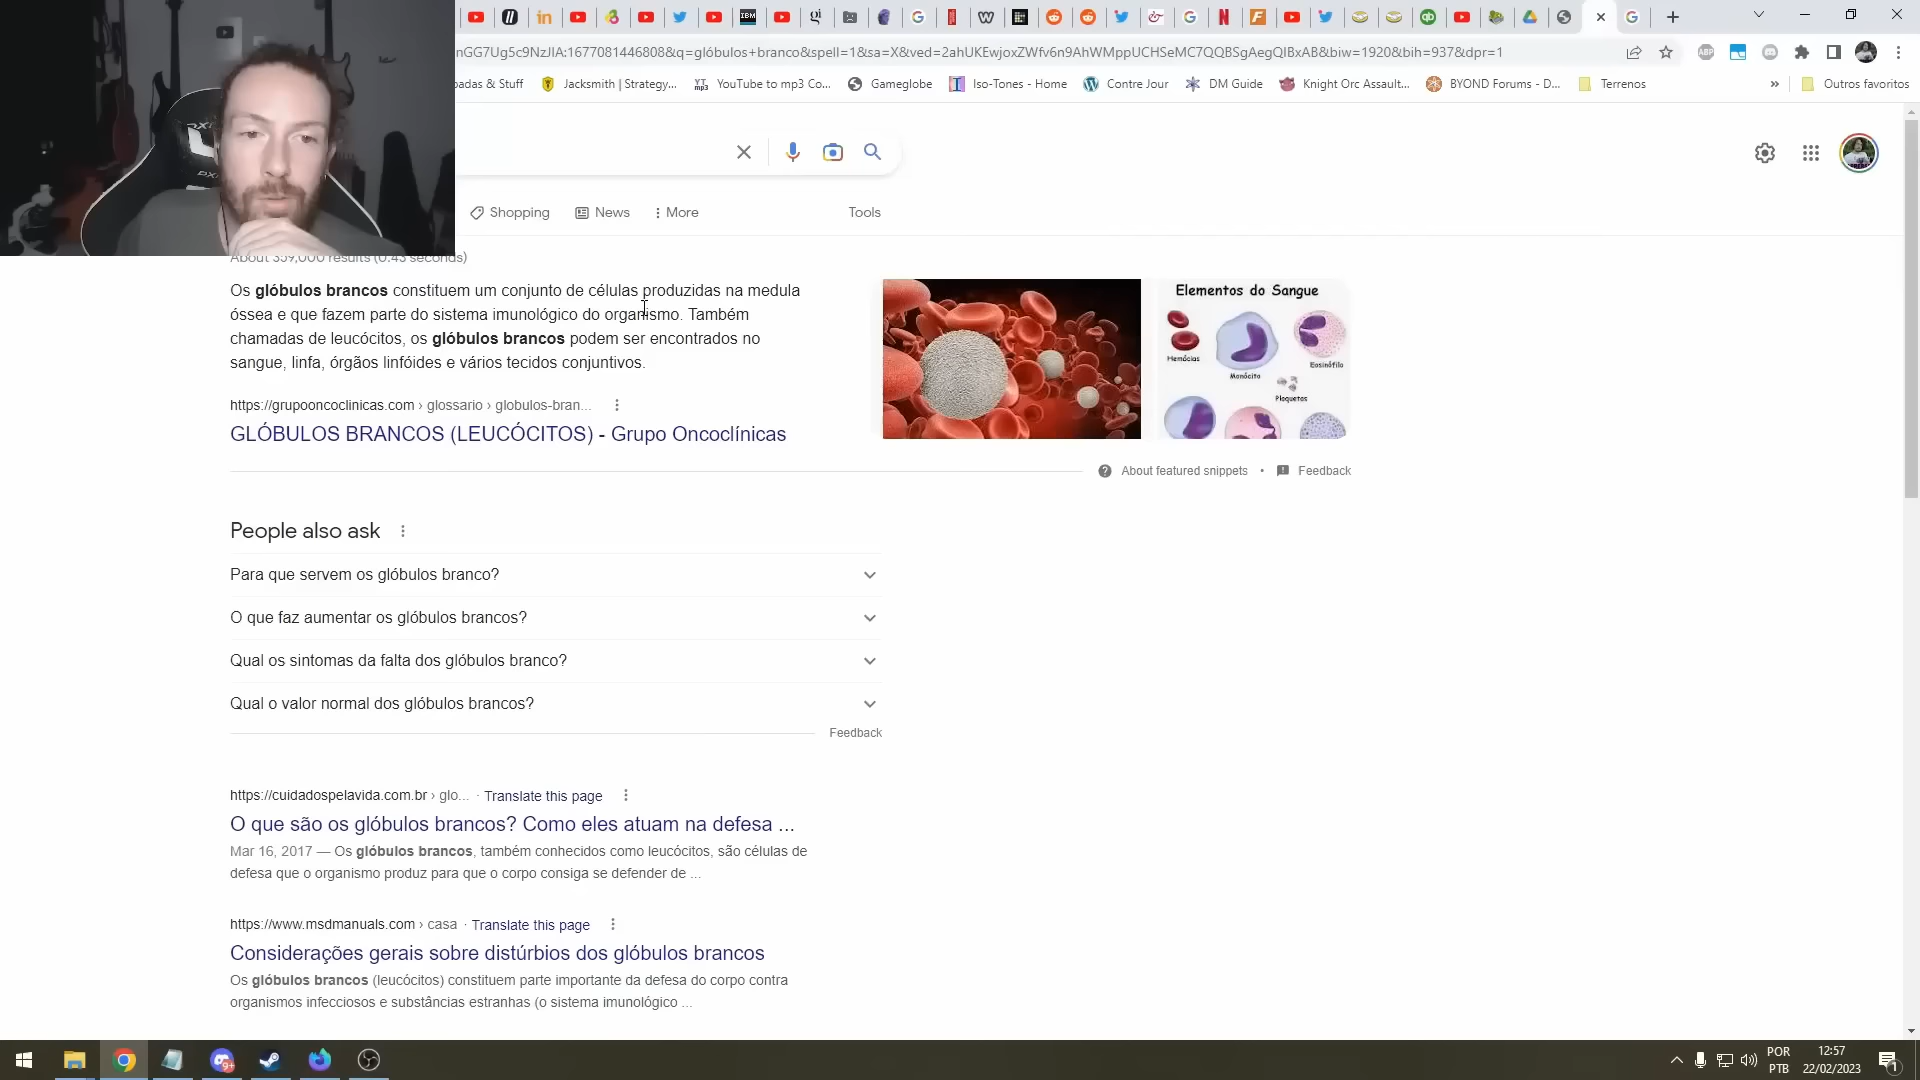 nGG7Ug5c9NzJIA:1677081446808&q=glóbulos+branco&spell=1&sa=X&ved=2ahUKEwjoxZWfv6n9AhWMppUCHSeMC7QQBSgAegQIBxAB&biw=1920&bih=937&dpr=1
padas & Stuff
Jacksmith | Strategy...
YouTube to mp3 Co...
Gameglobe
Iso-Tones - Home
Contre Jour
DM Guide
Knight Orc Assault...
BYOND Forums - D...
Terrenos
»
Outros favoritos
Shopping
News
More
Tools
About 359,000 results (0.43 seconds)
Os glóbulos brancos constituem um conjunto de células produzidas na medula
óssea e que fazem parte do sistema imunológico do organismo. Também
chamadas de leucócitos, os glóbulos brancos podem ser encontrados no
sangue, linfa, órgãos linfóides e vários tecidos conjuntivos.
Elementos do Sangue
Hemácias
Monócito
Eosinófilo
Plaquetas
https://grupooncoclinicas.com › glossario › globulos-bran...
GLÓBULOS BRANCOS (LEUCÓCITOS) - Grupo Oncoclínicas
About featured snippets
•
Feedback
People also ask
Para que servem os glóbulos branco?
O que faz aumentar os glóbulos brancos?
Qual os sintomas da falta dos glóbulos branco?
Qual o valor normal dos glóbulos brancos?
Feedback
https://cuidadospelavida.com.br › glo... · Translate this page
O que são os glóbulos brancos? Como eles atuam na defesa ...
Mar 16, 2017 — Os glóbulos brancos, também conhecidos como leucócitos, são células de
defesa que o organismo produz para que o corpo consiga se defender de ...
https://www.msdmanuals.com › casa · Translate this page
Considerações gerais sobre distúrbios dos glóbulos brancos
Os glóbulos brancos (leucócitos) constituem parte importante da defesa do corpo contra
organismos infecciosos e substâncias estranhas (o sistema imunológico ...
9+
POR
PTB
12:57
22/02/2023
1